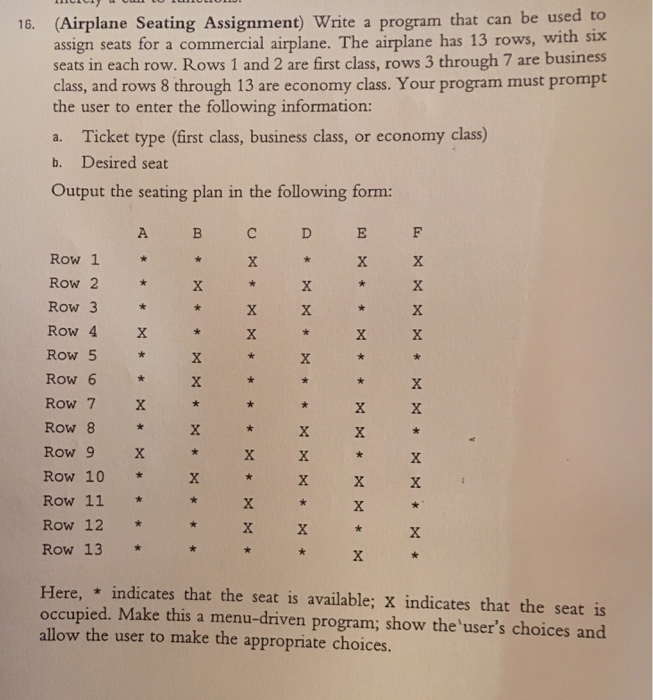 16. (Airplane Seating Assignment) Write a program that can be used to
assign seats for a commercial airplane. The airplane has 13 rows, with six
seats in each row. Rows 1 and 2 are first class, rows 3 through 7 are business
class, and rows 8 through 13 are economy class. Your program must prompt
the user to enter the following information:
a. Ticket type (first class, business class, or economy class)
b. Desired seat
Output the seating plan in the following form:
A B C D E F
Row 1 * * X * X X
Row 2 * X * X * X
Row 3 * * X X * X
Row 4 X * X * X X
Row 5 * X * X * *
Row 6 * X * * * X
Row 7 X * * * X X
Row 8 * X * X X *
Row 9 X * X X * X
Row 10 * X * X X X
Row 11 * * X * X *
Row 12 * * X X * X
Row 13 * * * * X *
Here, * indicates that the seat is available; X indicates that the seat is
occupied. Make this a menu-driven program; show the user's choices and
allow the user to make the appropriate choices.